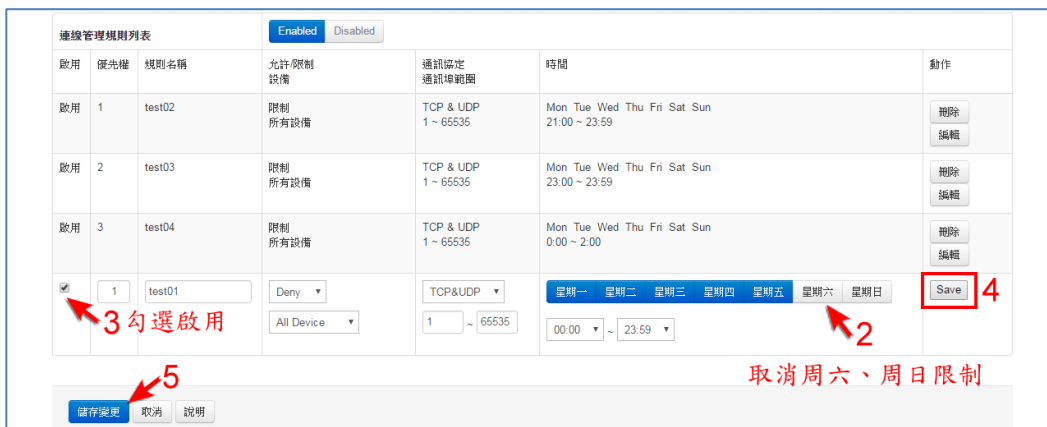 連線管理規則列表 Enabled Disabled
啟用 優先權 規則名稱 允許/限制 設備 通訊協定 通訊埠範圍 時間 動作
啟用 1 test02 限制 所有設備 TCP & UDP 1 ~ 65535 Mon Tue Wed Thu Fri Sat Sun 21:00 ~ 23:59 刪除 編輯
啟用 2 test03 限制 所有設備 TCP & UDP 1 ~ 65535 Mon Tue Wed Thu Fri Sat Sun 23:00 ~ 23:59 刪除 編輯
啟用 3 test04 限制 所有設備 TCP & UDP 1 ~ 65535 Mon Tue Wed Thu Fri Sat Sun 0:00 ~ 2:00 刪除 編輯
1 test01 Deny TCP&UDP 星期一 星期二 星期三 星期四 星期五 星期六 星期日 Save 4
3 勾選啟用 All Device 1 ~ 65535 00:00 ~ 23:59 2
取消周六、周日限制
5
儲存變更 取消 說明